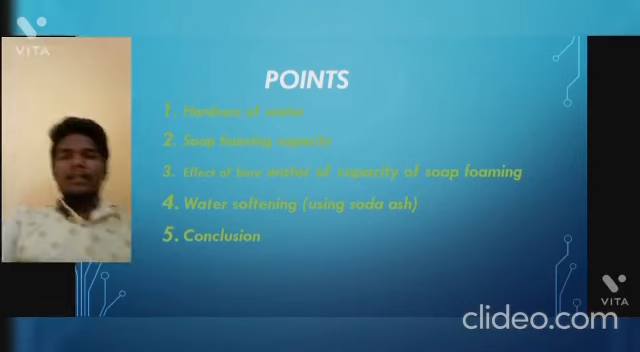 VITA
POINTS
1. Hardness of water
2. Soap foaming capacity
3. Effect of hard water of capacity of soap foaming
4. Water softening (using soda ash)
5. Conclusion
VITA
clideo.com